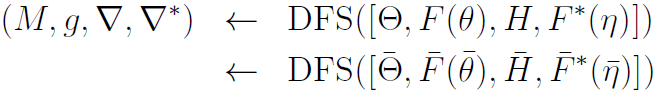 (M, g, ∇, ∇*) ← DFS([Θ, F(θ), H, F*(η)])
← DFS([Θ̄, F̄(θ̄), H̄, F̄*(η̄)])